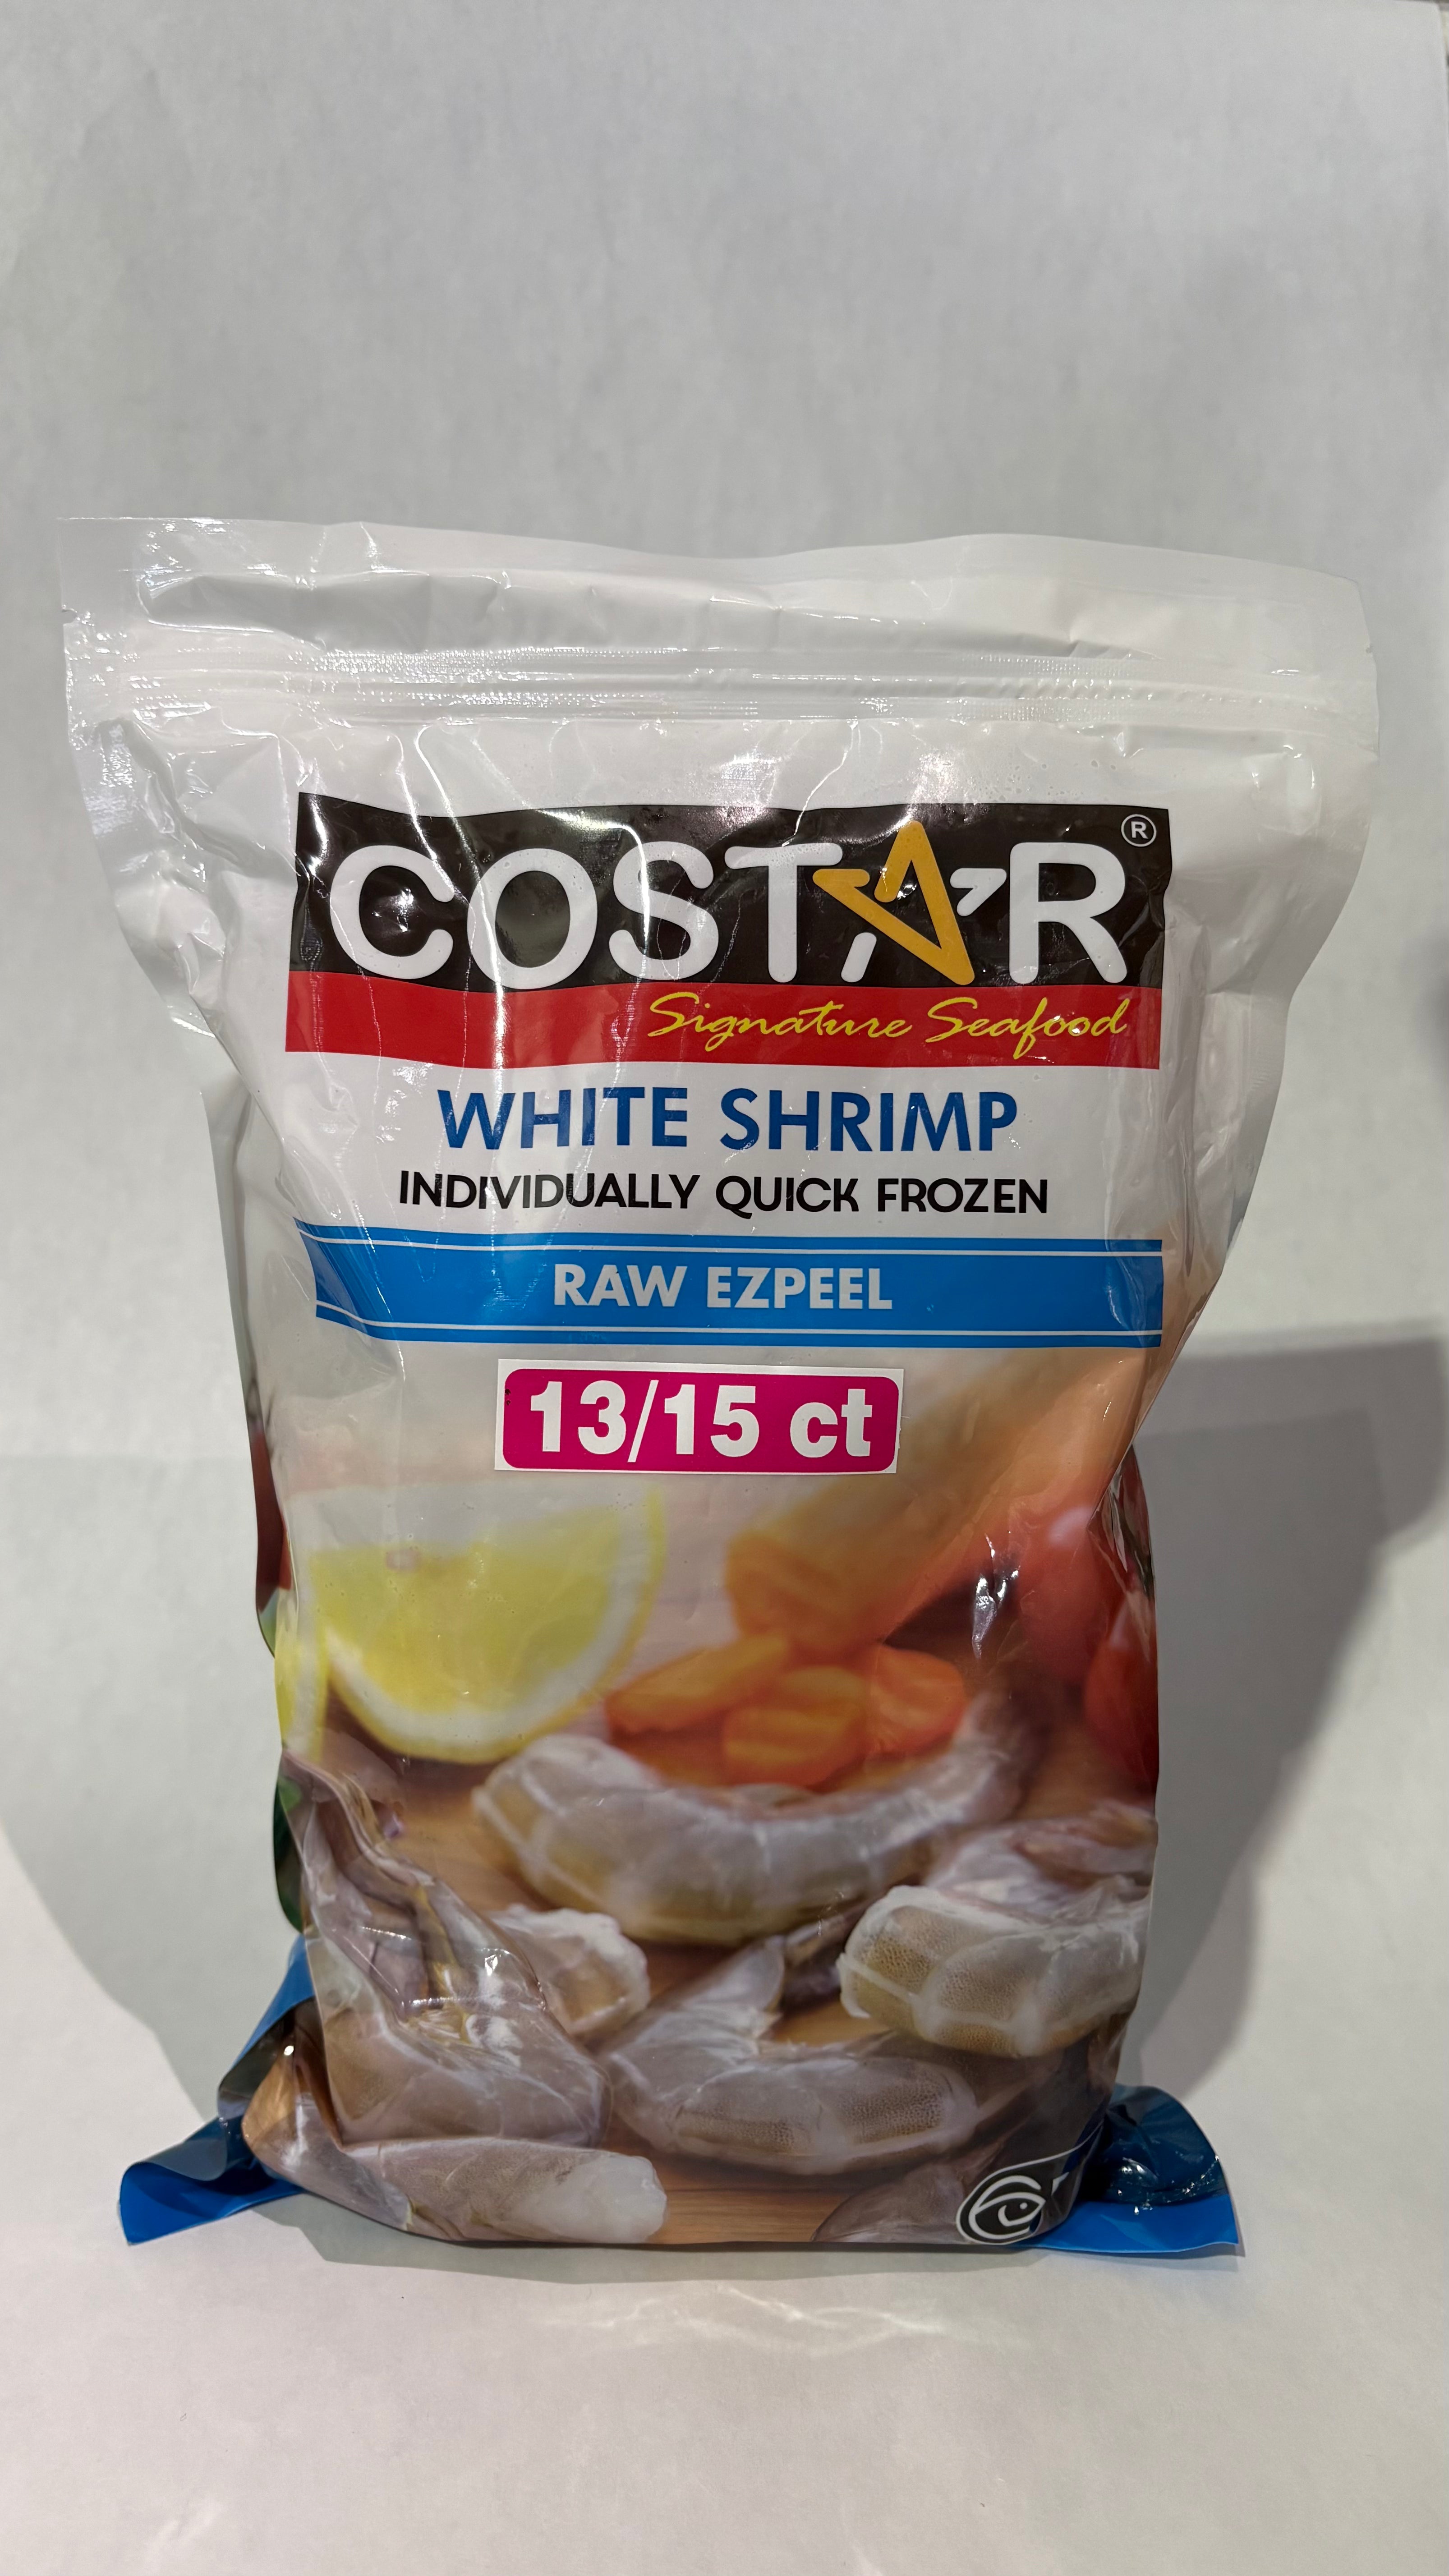 COSTAR®
Signature Seafood
WHITE SHRIMP
INDIVIDUALLY QUICK FROZEN
RAW EZPEEL
13/15 ct